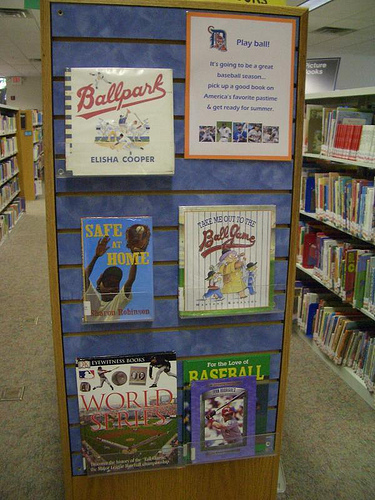 Play ball!
It's going to be a great
baseball season...
pick up a good book on
America's favorite pastime
& get ready for summer.
Ballpark
ELISHA COOPER
SAFE
AT
HOME
Sharon Robinson
TAKE ME OUT TO THE
Ball Game
DK
EYEWITNESS BOOKS
WORLD
SERIES
For the Love of
BASEBALL
Picture
Books